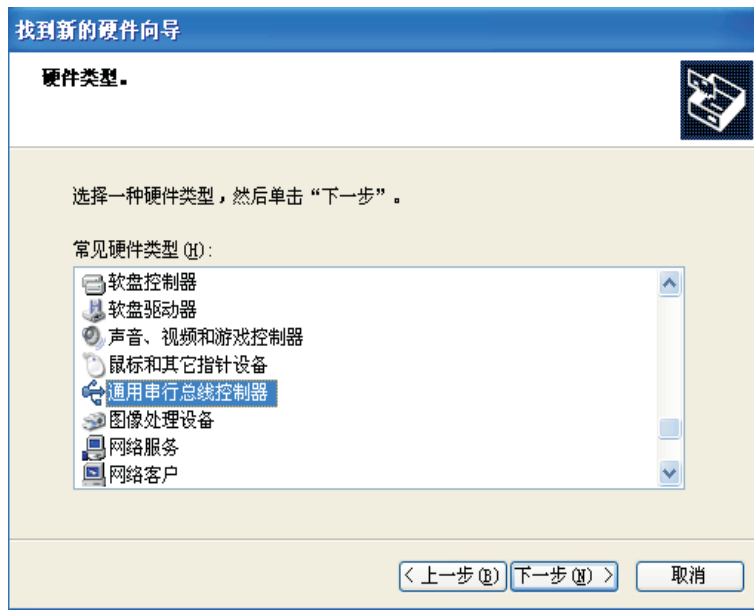 找到新的硬件向导
硬件类型。
选择一种硬件类型，然后单击“下一步”。
常见硬件类型(H):
软盘控制器
软盘驱动器
声音、视频和游戏控制器
鼠标和其它指针设备
通用串行总线控制器
图像处理设备
网络服务
网络客户
< 上一步(B) 下一步(N) > 取消